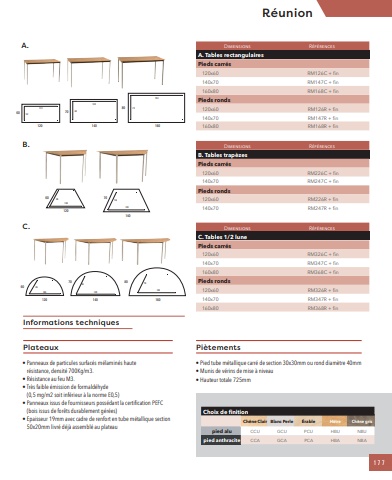 Réunion
A.
DIMENSIONS RÉFÉRENCES
A. Tables rectangulaires
Pieds carrés
120x60 RM126C + fin
140x70 RM147C + fin
160x80 RM168C + fin
Pieds ronds
120x60 RM126R + fin
140x70 RM147R + fin
160x80 RM168R + fin
120 140 160
B.
DIMENSIONS RÉFÉRENCES
B. Tables trapèzes
Pieds carrés
120x60 RM226C + fin
140x70 RM247C + fin
Pieds ronds
120x60 RM226R + fin
140x70 RM247R + fin
120 140
C.
DIMENSIONS RÉFÉRENCES
C. Tables 1/2 lune
Pieds carrés
120x60 RM326C + fin
140x70 RM347C + fin
160x80 RM368C + fin
Pieds ronds
120x60 RM326R + fin
140x70 RM347R + fin
160x80 RM368R + fin
120 140 160
Informations techniques
Plateaux
• Panneaux de particules surfacés mélaminés haute
résistance, densité 700Kg/m3.
• Résistance au feu M3.
• Très faible émission de formaldéhyde
(0,5 mg/m2 soit inférieur à la norme E0,5)
• Panneaux issus de fournisseurs possédant la certification PEFC
(bois issus de forêts durablement gérées)
• Epaisseur 19mm avec cadre de renfort en tube métallique section
50x20mm livré déjà assemblé au plateau
Piètements
• Pied tube métallique carré de section 30x30mm ou rond diamètre 40mm
• Munis de vérins de mise à niveau
• Hauteur totale 725mm
Choix de finition
Chêne Clair Blanc Perle Érable Hêtre Chêne gris
pied alu CCU GCU PCU HBU NBU
pied anthracite CCA GCA PCA HBA NBA
177